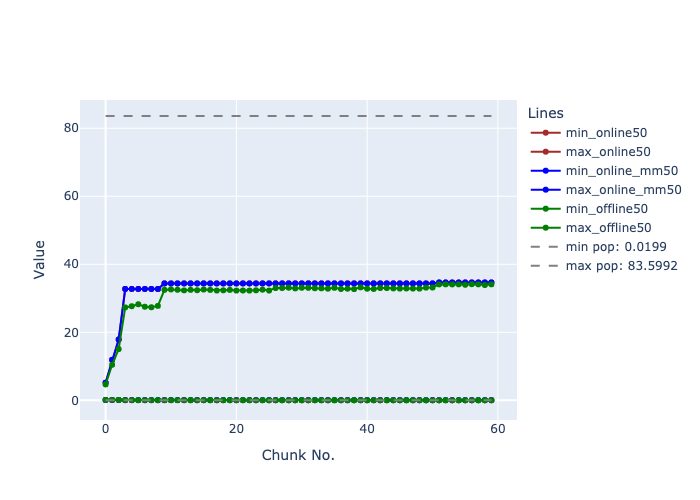 Lines
min_online50
max_online50
min_online_mm50
max_online_mm50
min_offline50
max_offline50
min pop: 0.0199
max pop: 83.5992
80
60
40
20
0
Value
0
20
40
60
Chunk No.